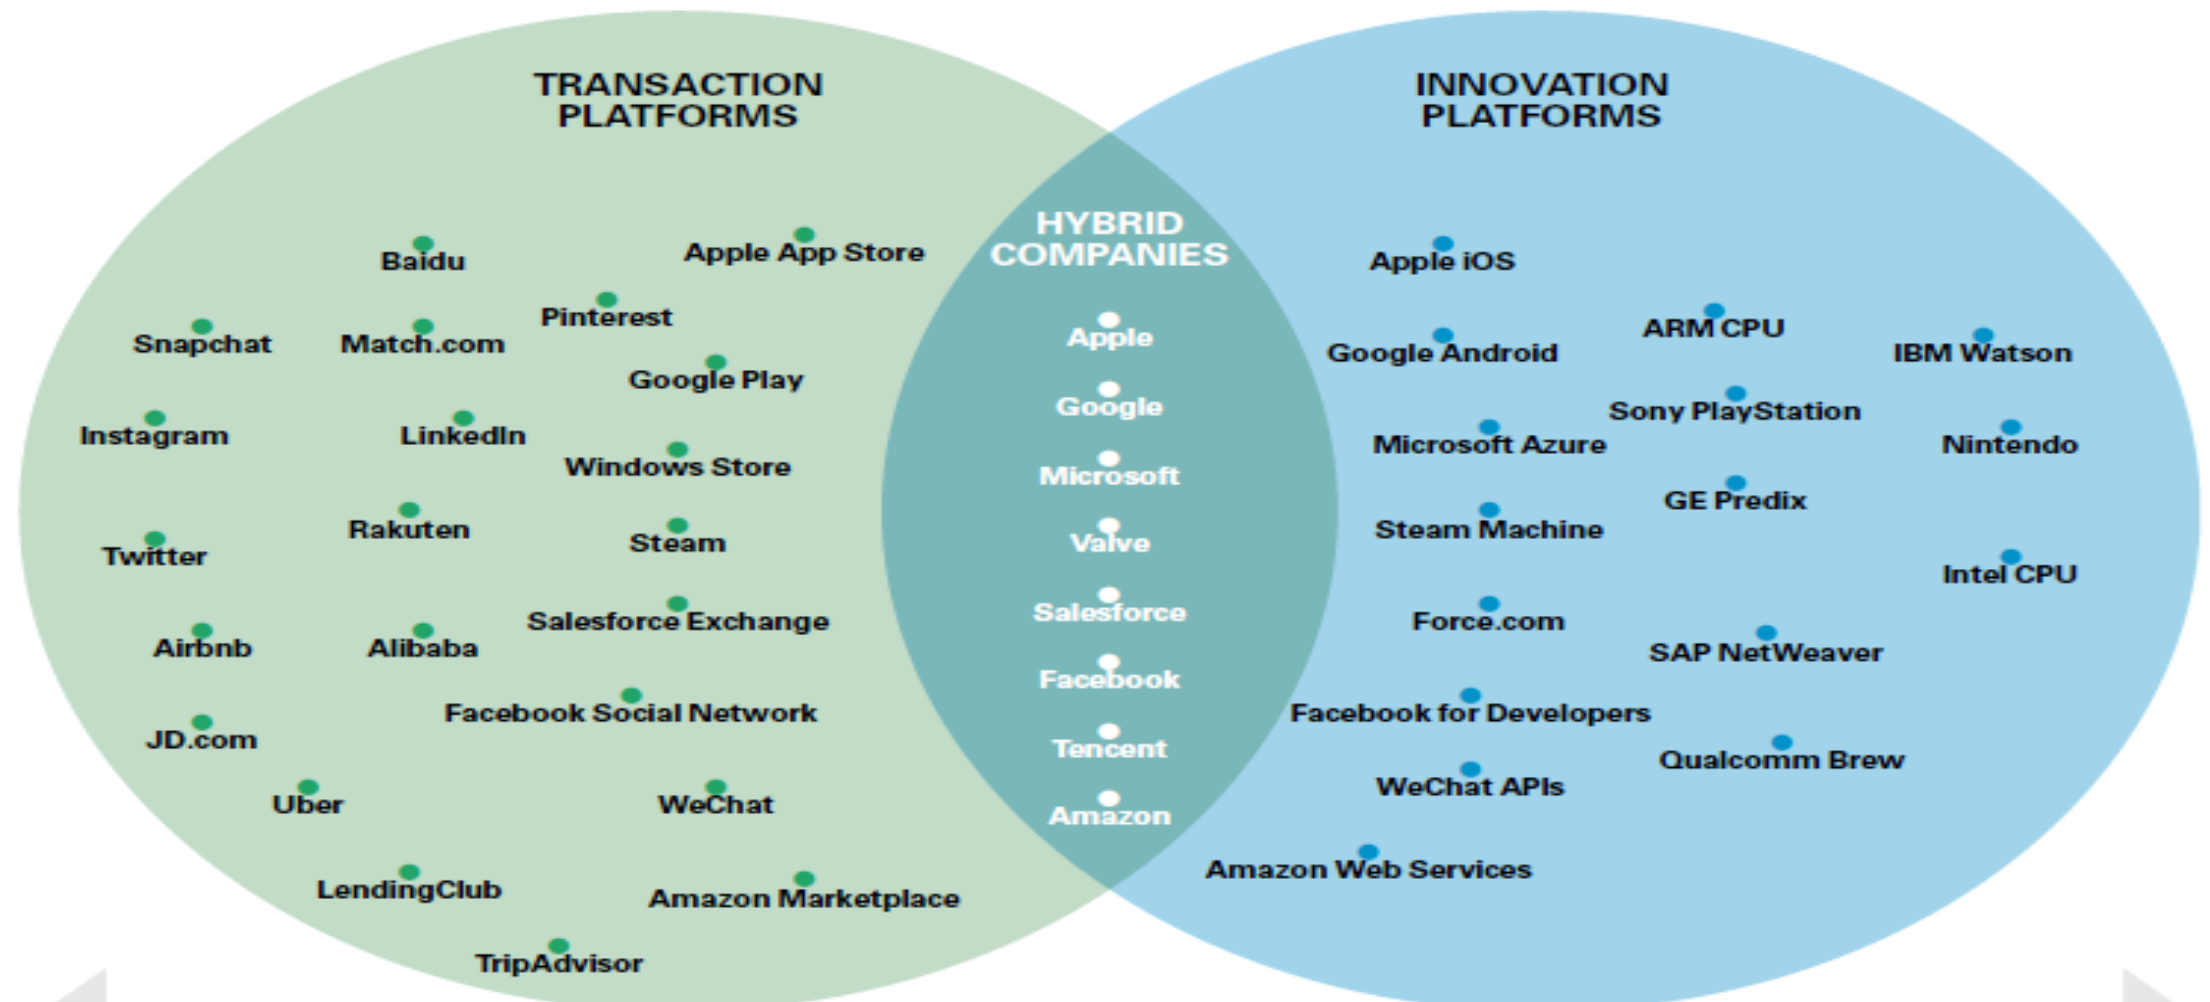 TRANSACTION
PLATFORMS
Baidu
Apple App Store
Pinterest
Snapchat
Match.com
Google Play
Instagram
LinkedIn
Windows Store
Rakuten
Steam
Twitter
Salesforce Exchange
Airbnb
Alibaba
Facebook Social Network
JD.com
Uber
WeChat
LendingClub
Amazon Marketplace
TripAdvisor
HYBRID
COMPANIES
Apple
Google
Microsoft
Valve
Salesforce
Facebook
Tencent
Amazon
INNOVATION
PLATFORMS
Apple iOS
ARM CPU
Google Android
IBM Watson
Sony PlayStation
Microsoft Azure
Nintendo
GE Predix
Steam Machine
Intel CPU
Force.com
SAP NetWeaver
Facebook for Developers
Qualcomm Brew
WeChat APIs
Amazon Web Services